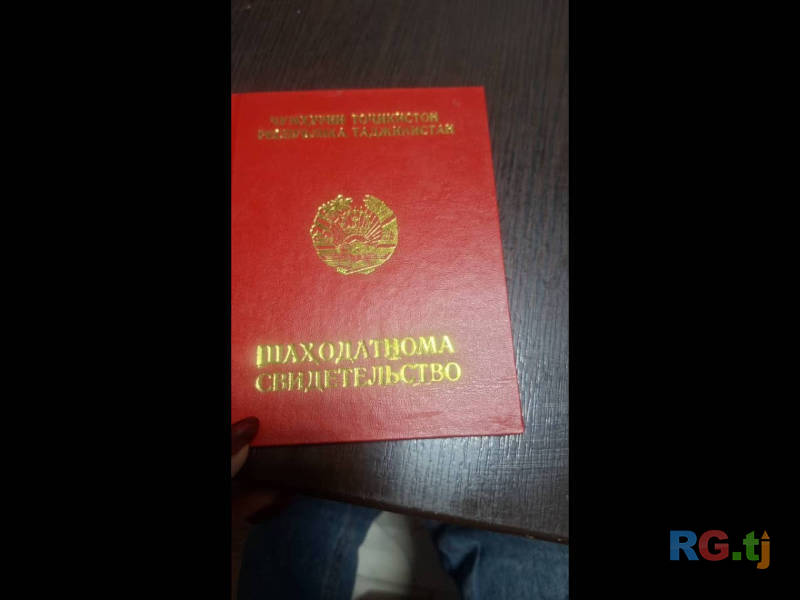 ҶУМҲУРИИ ТОҶИКИСТОН
РЕСПУБЛИКА ТАДЖИКИСТАН
ШАҲОДАТНОМА
СВИДЕТЕЛЬСТВО
RG.tj